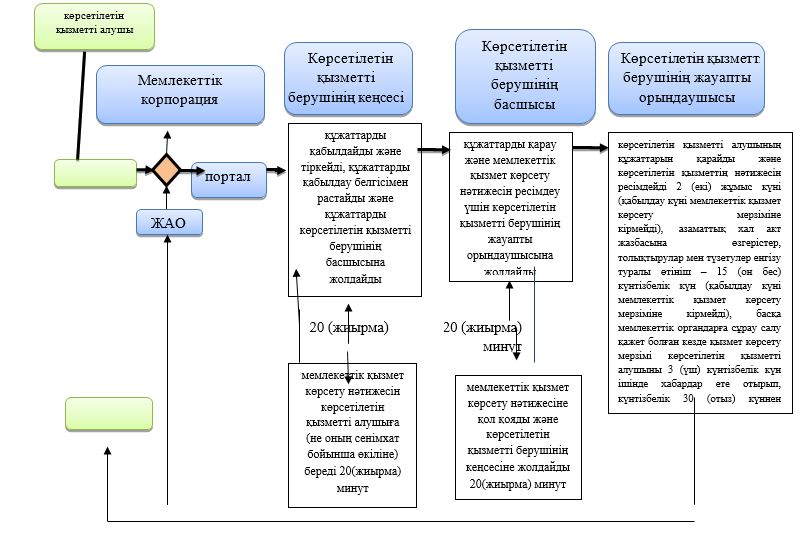 көрсетілетін
қызметті алушы
Мемлекеттік
корпорация
Көрсетілетін
қызметті
берушінің кеңсесі
Көрсетілетін
қызметті
берушінің
басшысы
Көрсетілетін қызметт
берушінің жауапты
орындаушысы
портал
ЖАО
құжаттарды
қабылдайды және
тіркейді, құжаттарды
қабылдау белгісімен
растайды және
құжаттарды
көрсетілетін қызметті
берушінің
басшысына
жолдайды
құжаттарды қарау
және мемлекеттік
қызмет көрсету
нәтижесін ресімдеу
үшін көрсетілетін
қызметті берушінің
жауапты
орындаушысына
жолдайды
көрсетілетін қызметті алушының
құжаттарын қарайды және
көрсетілетін қызметтің нәтижесін
ресімдейді 2 (екі) жұмыс күні
(қабылдау күні мемлекеттік қызмет
көрсету мерзіміне
кірмейді), азаматтық хал акт
жазбасына өзгерістер,
толықтырулар мен түзетулер енгізу
туралы өтініш – 15 (он бес)
күнтізбелік күн (қабылдау күні
мемлекеттік қызмет көрсету
мерзіміне кірмейді), басқа
мемлекеттік органдарға сұрау салу
қажет болған кезде қызмет көрсету
мерзімі көрсетілетін қызметті
алушыны 3 (үш) күнтізбелік күн
ішінде хабардар ете отырып,
күнтізбелік 30 (отыз) күннен
20 (жиырма)
20 (жиырма)
минут
мемлекеттік қызмет
көрсету нәтижесін
көрсетілетін
қызметті алушыға
(не оның сенімхат
бойынша өкіліне)
береді 20(жиырма)
минут
мемлекеттік қызмет
көрсету нәтижесіне
қол қояды және
көрсетілетін
қызметті берушінің
кеңсесіне жолдайды
20(жиырма) минут